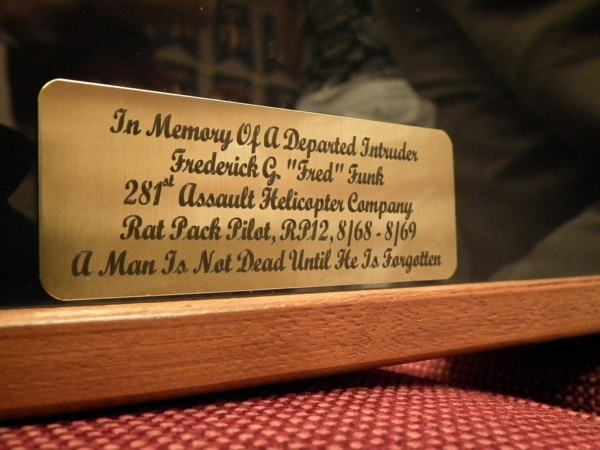 In Memory Of A Departed Intruder
Frederick G. "Fred" Funk
281st Assault Helicopter Company
Rat Pack Pilot, RP12, 8/68 - 8/69
A Man Is Not Dead Until He Is Forgotten